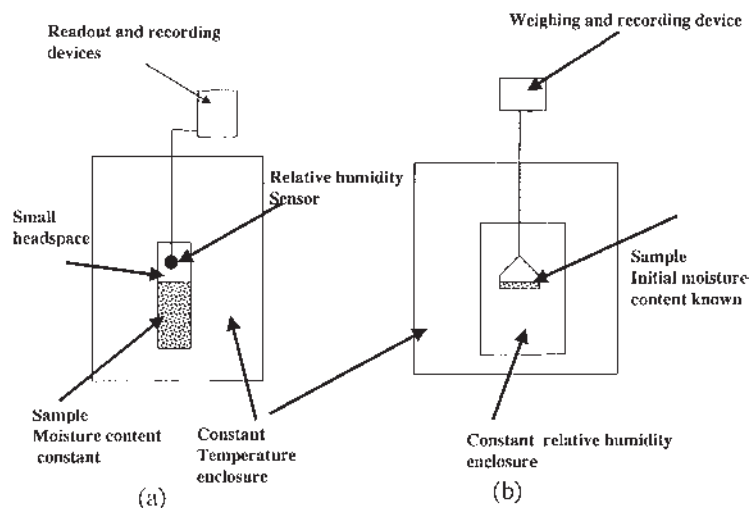 Readout and recording
devices
Weighing and recording device
Relative humidity
Sensor
Small
headspace
Sample
Initial moisture
content known
Sample
Moisture content
constant
Constant
Temperature
enclosure
Constant relative humidity
enclosure
(a)
(b)